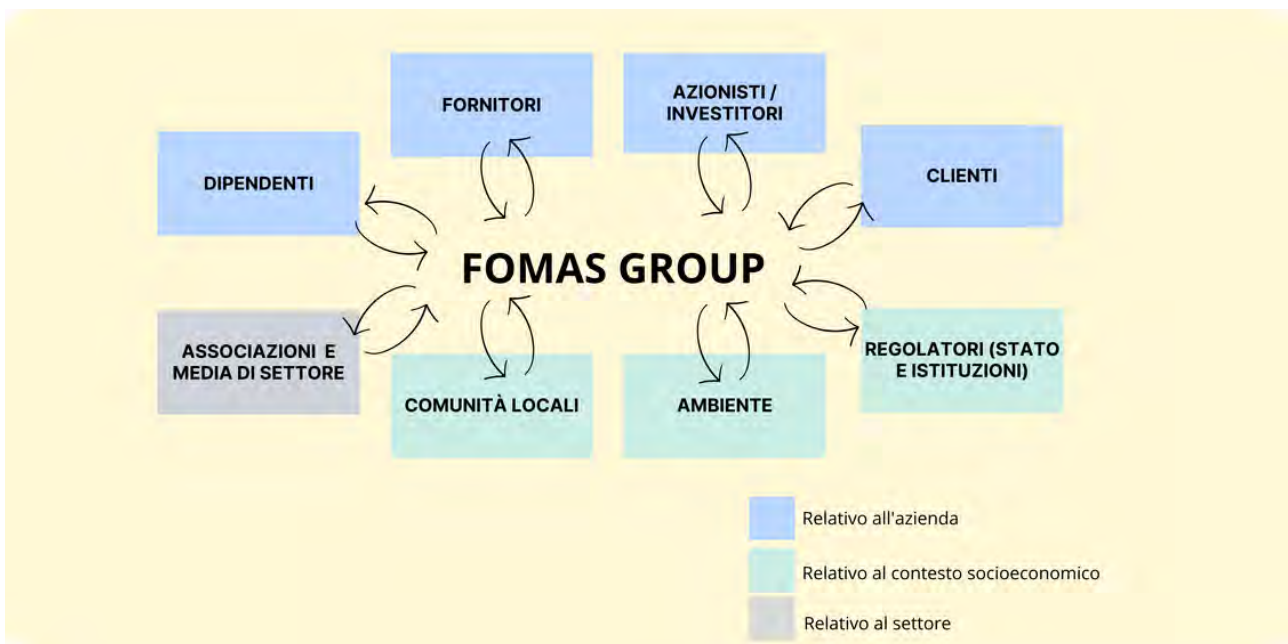 FORNITORI
AZIONISTI /
INVESTITORI
DIPENDENTI
CLIENTI
FOMAS GROUP
ASSOCIAZIONI E
MEDIA DI SETTORE
COMUNITÀ LOCALI
AMBIENTE
REGOLATORI (STATO
E ISTITUZIONI)
Relativo all'azienda
Relativo al contesto socioeconomico
Relativo al settore